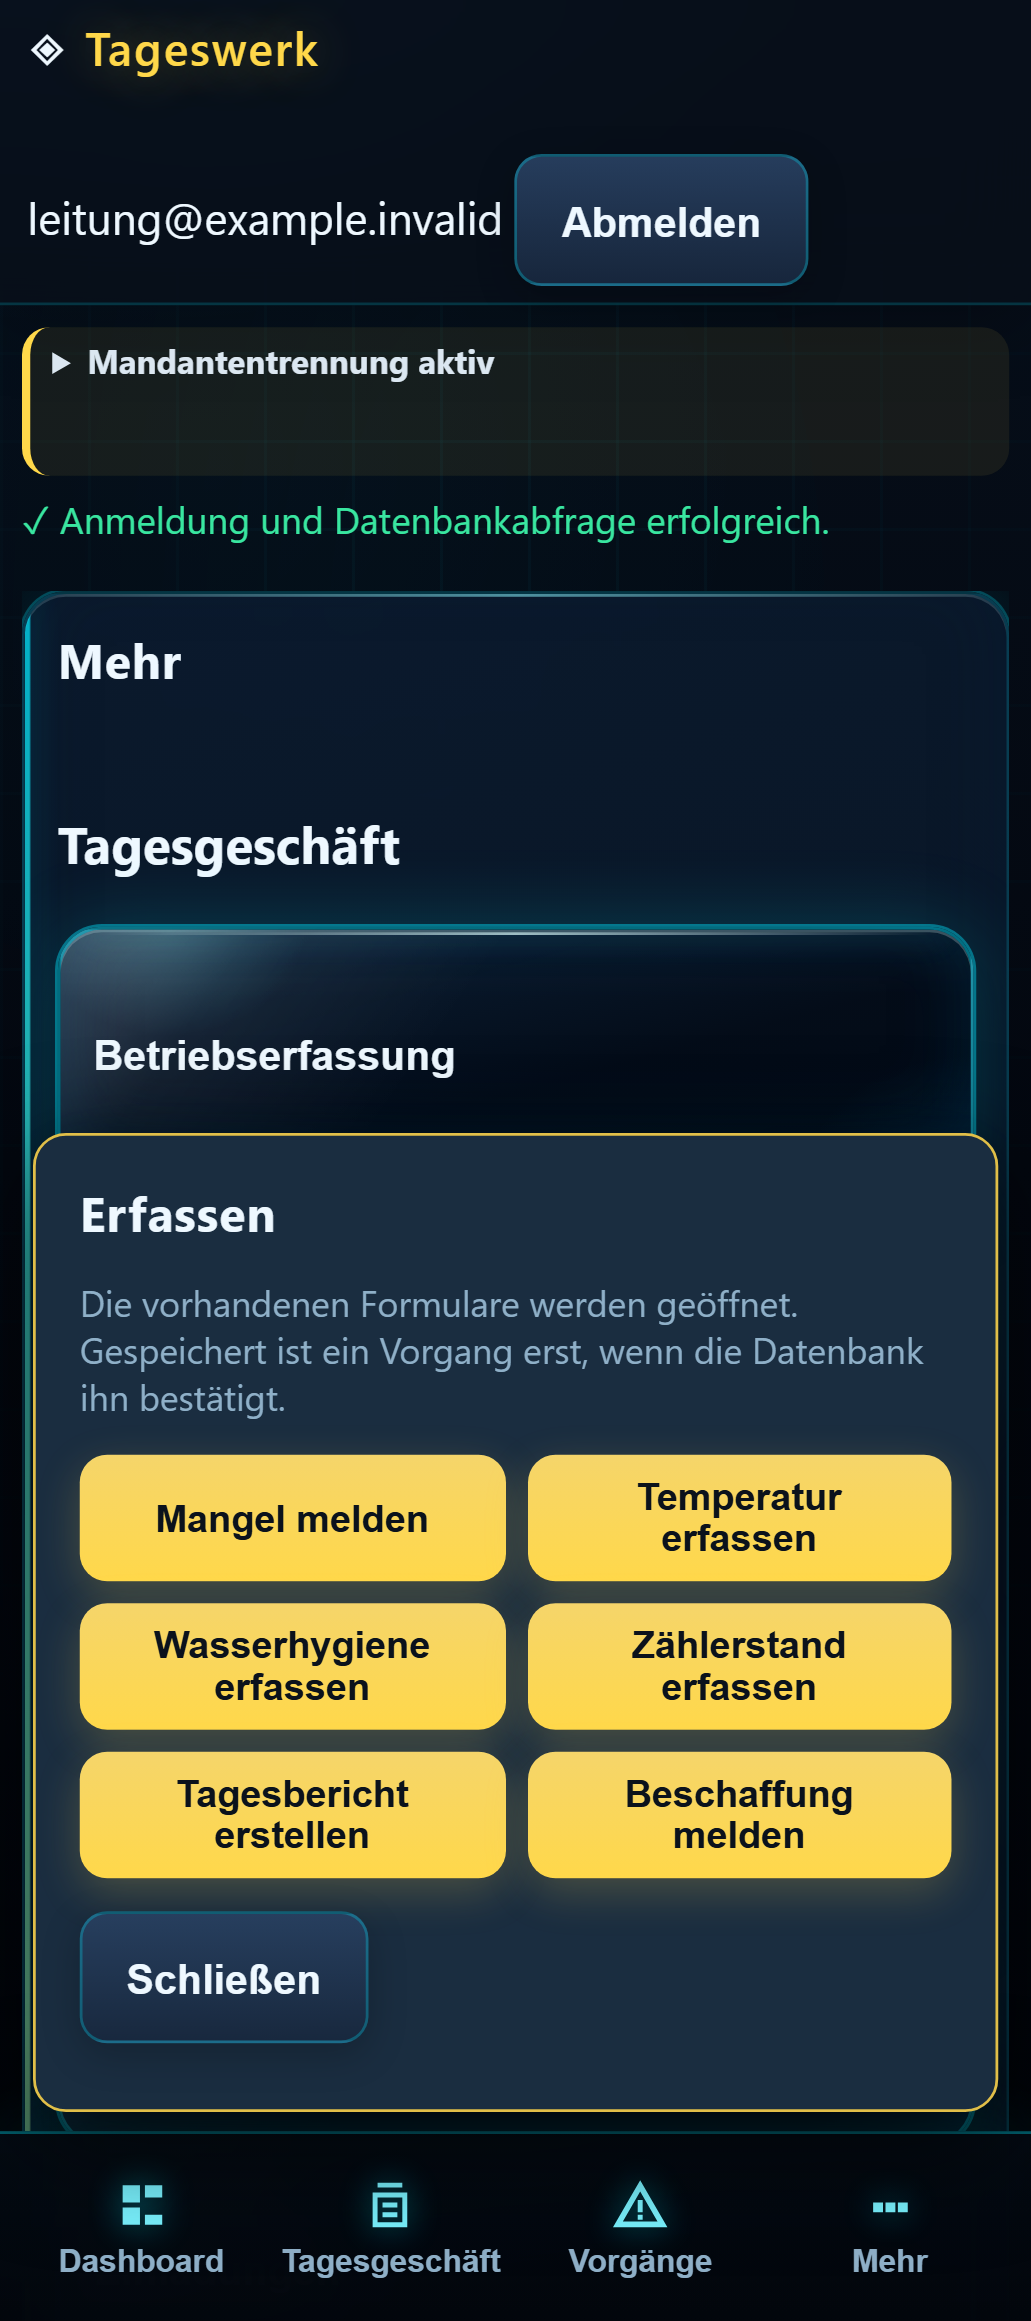 Tageswerk
leitung@example.invalid
Abmelden
▶ Mandantentrennung aktiv
✓ Anmeldung und Datenbankabfrage erfolgreich.
Mehr
Tagesgeschäft
Betriebserfassung
Erfassen
Die vorhandenen Formulare werden geöffnet.
Gespeichert ist ein Vorgang erst, wenn die Datenbank
ihn bestätigt.
Mangel melden
Temperatur
erfassen
Wasserhygiene
erfassen
Zählerstand
erfassen
Tagesbericht
erstellen
Beschaffung
melden
Schließen
Dashboard
Tagesgeschäft
Vorgänge
Mehr